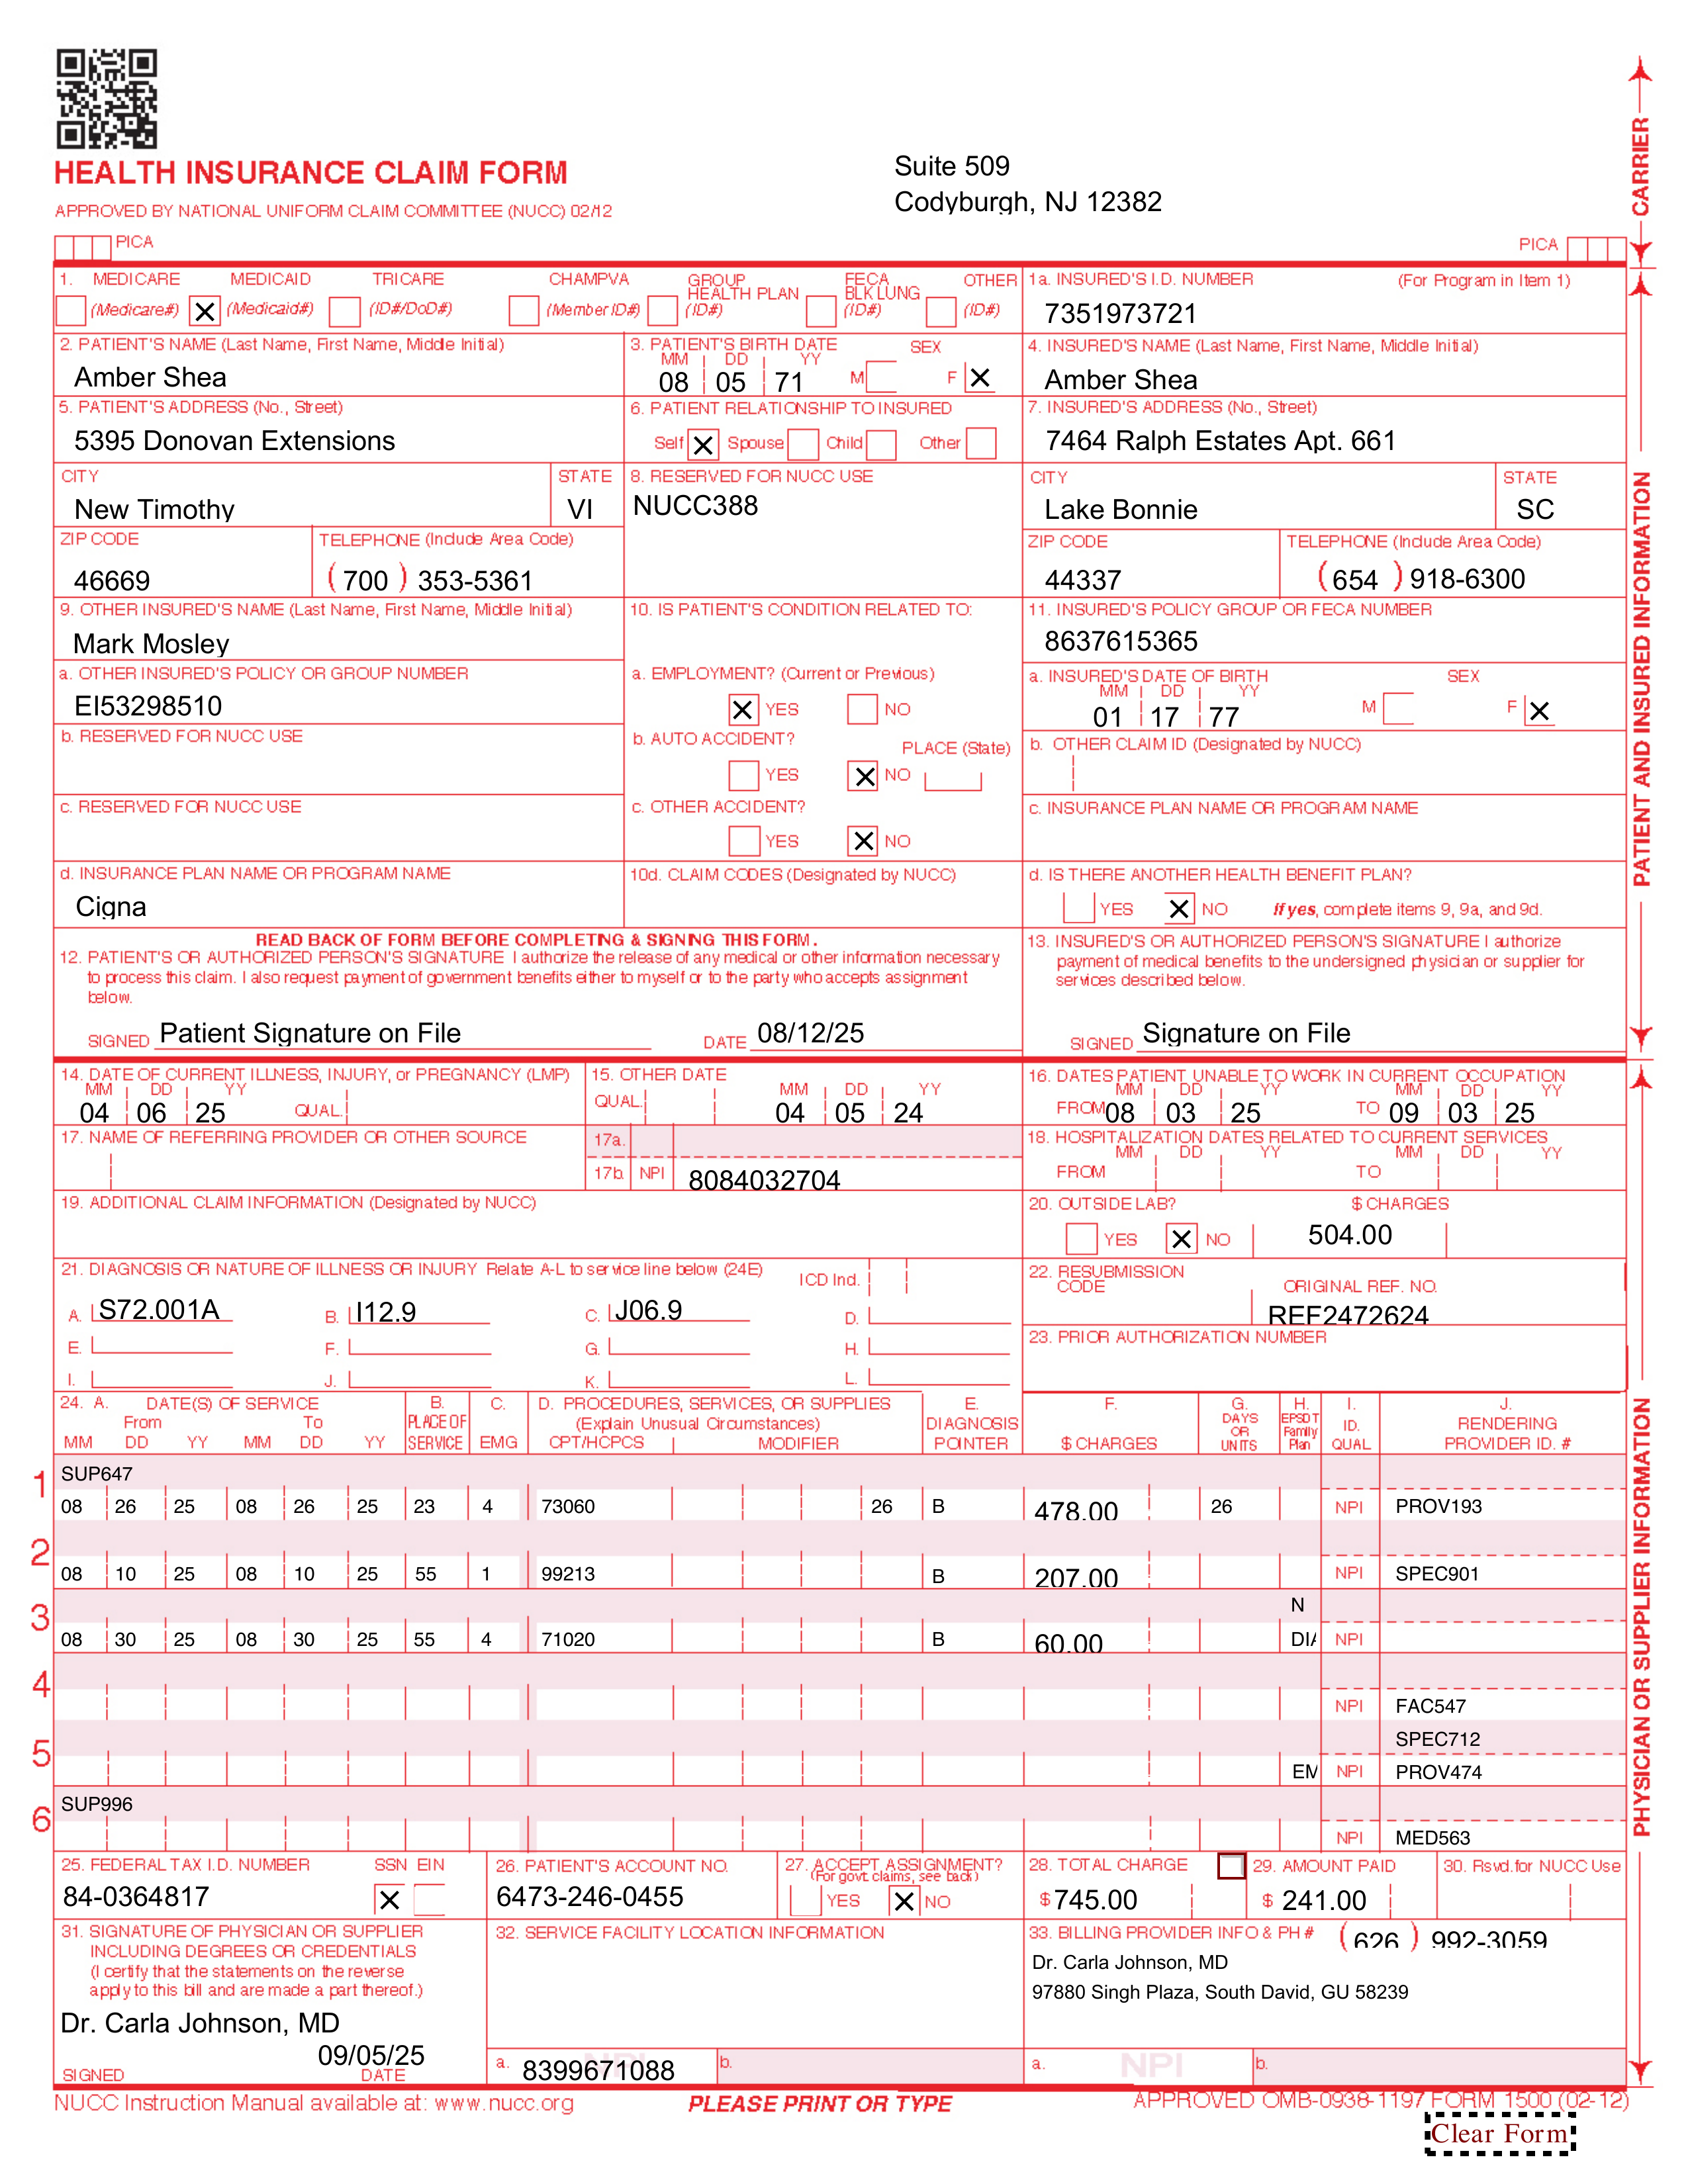 HEALTH INSURANCE CLAIM FORM
APPROVED BY NATIONAL UNIFORM CLAIM COMMITTEE (NUCC) 02/12
Suite 509
Codyburgh, NJ 12382
CARRIER
PICA
PICA
1. MEDICARE MEDICAID TRICARE CHAMPVA GROUP HEALTH PLAN FECA BLK LUNG OTHER
(Medicare#) X (Medicaid#) (ID#/DoD#) (Member ID#) (ID#) (ID#) (ID#)
1a. INSURED'S I.D. NUMBER (For Program in Item 1)
7351973721
2. PATIENT'S NAME (Last Name, First Name, Middle Initial)
Amber Shea
3. PATIENT'S BIRTH DATE SEX
MM DD YY
08 05 71 M F X
4. INSURED'S NAME (Last Name, First Name, Middle Initial)
Amber Shea
5. PATIENT'S ADDRESS (No., Street)
5395 Donovan Extensions
6. PATIENT RELATIONSHIP TO INSURED
Self X Spouse Child Other
7. INSURED'S ADDRESS (No., Street)
7464 Ralph Estates Apt. 661
CITY STATE
New Timothy VI
8. RESERVED FOR NUCC USE
NUCC388
CITY STATE
Lake Bonnie SC
ZIP CODE TELEPHONE (Include Area Code)
46669 (700) 353-5361
ZIP CODE TELEPHONE (Include Area Code)
44337 (654) 918-6300
9. OTHER INSURED'S NAME (Last Name, First Name, Middle Initial)
Mark Mosley
10. IS PATIENT'S CONDITION RELATED TO:
11. INSURED'S POLICY GROUP OR FECA NUMBER
8637615365
a. OTHER INSURED'S POLICY OR GROUP NUMBER
EI53298510
a. EMPLOYMENT? (Current or Previous)
X YES NO
a. INSURED'S DATE OF BIRTH SEX
MM DD YY
01 17 77 M F X
b. RESERVED FOR NUCC USE
b. AUTO ACCIDENT? PLACE (State)
YES X NO
b. OTHER CLAIM ID (Designated by NUCC)
c. RESERVED FOR NUCC USE
c. OTHER ACCIDENT?
YES X NO
c. INSURANCE PLAN NAME OR PROGRAM NAME
d. INSURANCE PLAN NAME OR PROGRAM NAME
Cigna
10d. CLAIM CODES (Designated by NUCC)
d. IS THERE ANOTHER HEALTH BENEFIT PLAN?
YES X NO If yes, complete items 9, 9a, and 9d.
PATIENT AND INSURED INFORMATION
READ BACK OF FORM BEFORE COMPLETING & SIGNING THIS FORM.
12. PATIENT'S OR AUTHORIZED PERSON'S SIGNATURE I authorize the release of any medical or other information necessary
to process this claim. I also request payment of government benefits either to myself or to the party who accepts assignment
below.
SIGNED Patient Signature on File DATE 08/12/25
13. INSURED'S OR AUTHORIZED PERSON'S SIGNATURE I authorize
payment of medical benefits to the undersigned physician or supplier for
services described below.
SIGNED Signature on File
14. DATE OF CURRENT ILLNESS, INJURY, or PREGNANCY (LMP)
MM DD YY
04 06 25 QUAL.
15. OTHER DATE
QUAL. MM DD YY
04 05 24
16. DATES PATIENT UNABLE TO WORK IN CURRENT OCCUPATION
MM DD YY MM DD YY
FROM 08 03 25 TO 09 03 25
17. NAME OF REFERRING PROVIDER OR OTHER SOURCE
17a.
17b. NPI 8084032704
18. HOSPITALIZATION DATES RELATED TO CURRENT SERVICES
MM DD YY MM DD YY
FROM TO
19. ADDITIONAL CLAIM INFORMATION (Designated by NUCC)
20. OUTSIDE LAB? $ CHARGES
YES X NO 504.00
21. DIAGNOSIS OR NATURE OF ILLNESS OR INJURY Relate A-L to service line below (24E) ICD Ind.
A. S72.001A B. I12.9 C. J06.9 D.
E. F. G. H.
I. J. K. L.
22. RESUBMISSION CODE ORIGINAL REF. NO.
REF2472624
23. PRIOR AUTHORIZATION NUMBER
24. A. DATE(S) OF SERVICE B. C. D. PROCEDURES, SERVICES, OR SUPPLIES E. F. G. H. I. J.
From To PLACE OF (Explain Unusual Circumstances) DIAGNOSIS DAYS OR EPSDT Family ID. RENDERING
MM DD YY MM DD YY SERVICE EMG CPT/HCPCS MODIFIER POINTER $ CHARGES UNITS Plan QUAL PROVIDER ID. #
1 SUP647
08 26 25 08 26 25 23 4 73060 26 B 478.00 26 NPI PROV193
2
08 10 25 08 10 25 55 1 99213 B 207.00 NPI SPEC901
3 N
08 30 25 08 30 25 55 4 71020 B 60.00 DIA NPI
4
NPI FAC547
5 SPEC712
EM NPI PROV474
6 SUP996
NPI MED563
PHYSICIAN OR SUPPLIER INFORMATION
25. FEDERAL TAX I.D. NUMBER SSN EIN
84-0364817 X
26. PATIENT'S ACCOUNT NO.
6473-246-0455
27. ACCEPT ASSIGNMENT?
(For govt. claims, see back)
YES X NO
28. TOTAL CHARGE
$ 745.00
29. AMOUNT PAID
$ 241.00
30. Rsvd. for NUCC Use
31. SIGNATURE OF PHYSICIAN OR SUPPLIER
INCLUDING DEGREES OR CREDENTIALS
(I certify that the statements on the reverse
apply to this bill and are made a part thereof.)
Dr. Carla Johnson, MD
09/05/25
SIGNED DATE
32. SERVICE FACILITY LOCATION INFORMATION
a. NPI 8399671088 b.
33. BILLING PROVIDER INFO & PH # (626) 992-3059
Dr. Carla Johnson, MD
97880 Singh Plaza, South David, GU 58239
a. NPI b.
NUCC Instruction Manual available at: www.nucc.org
PLEASE PRINT OR TYPE
APPROVED OMB-0938-1197 FORM 1500 (02-12)
Clear Form